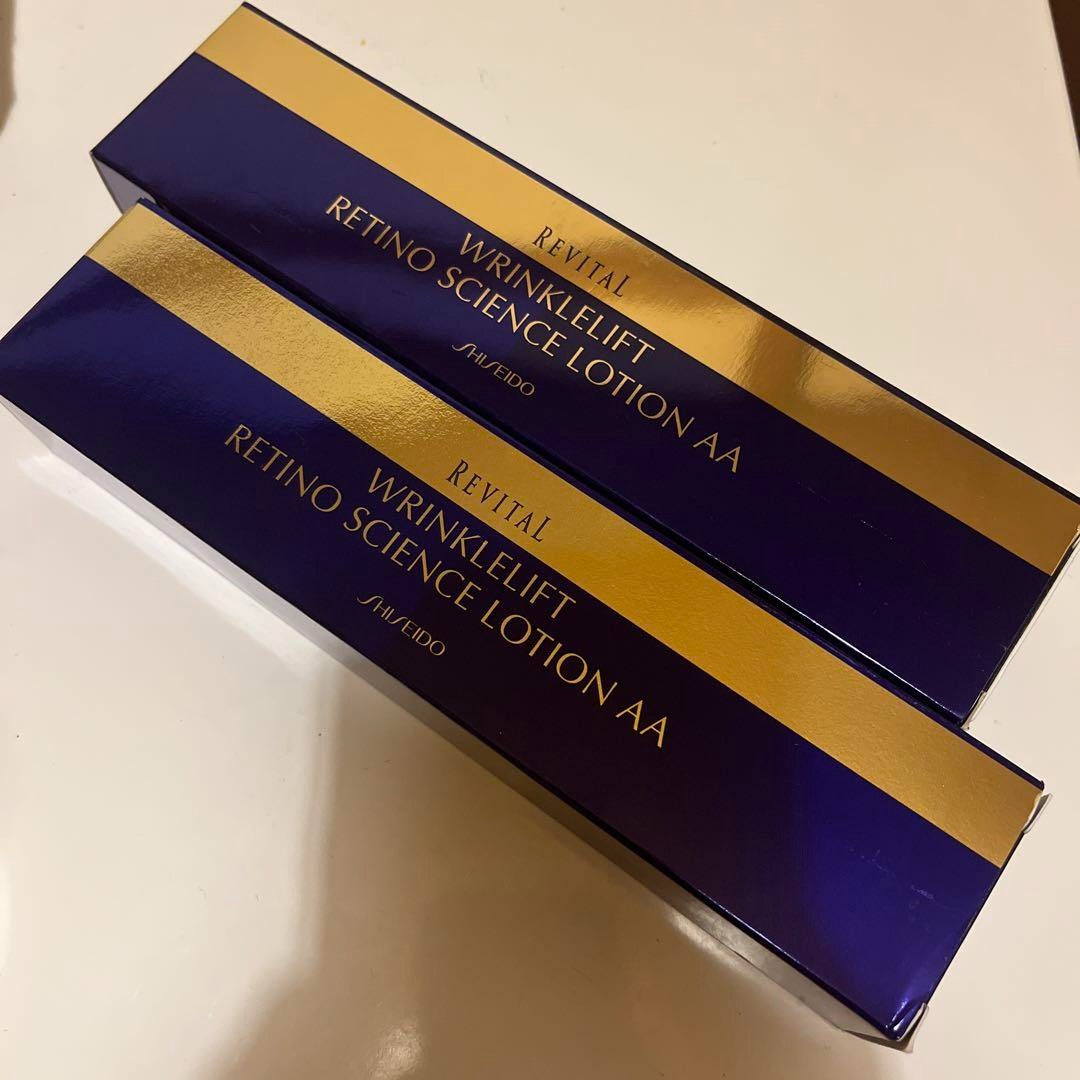 REVITAL
WRINKLELIFT
RETINO SCIENCE LOTION AA
SHISEIDO
REVITAL
WRINKLELIFT
RETINO SCIENCE LOTION AA
SHISEIDO